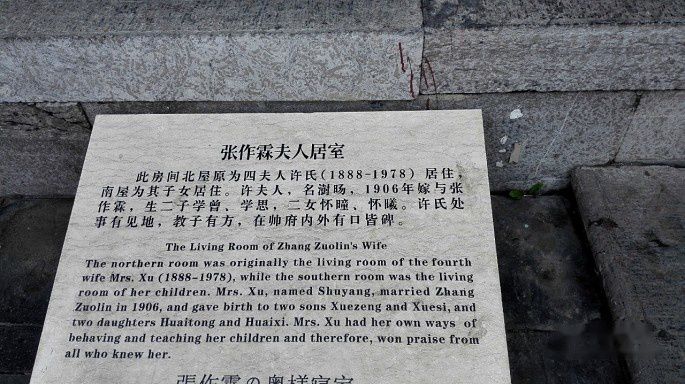 张作霖夫人居室
此房间北屋原为四夫人许氏(1888-1978) 居住,
南屋为其子女居住。许夫人，名澍旸，1906年嫁与张
作霖，生二子学曾、学思，二女怀瞳、怀曦。许氏处
事有见地，教子有方，在帅府内外有口皆碑。
The Living Room of Zhang Zuolin's Wife
The northern room was originally the living room of the fourth
wife Mrs. Xu (1888-1978), while the southern room was the living
room of her children. Mrs. Xu, named Shuyang, married Zhang
Zuolin in 1906, and gave birth to two sons Xuezeng and Xuesi, and
two daughters Huaitong and Huaixi. Mrs. Xu had her own ways of
behaving and teaching her children and therefore, won praise from
all who knew her.
張作霖の奥様寝室